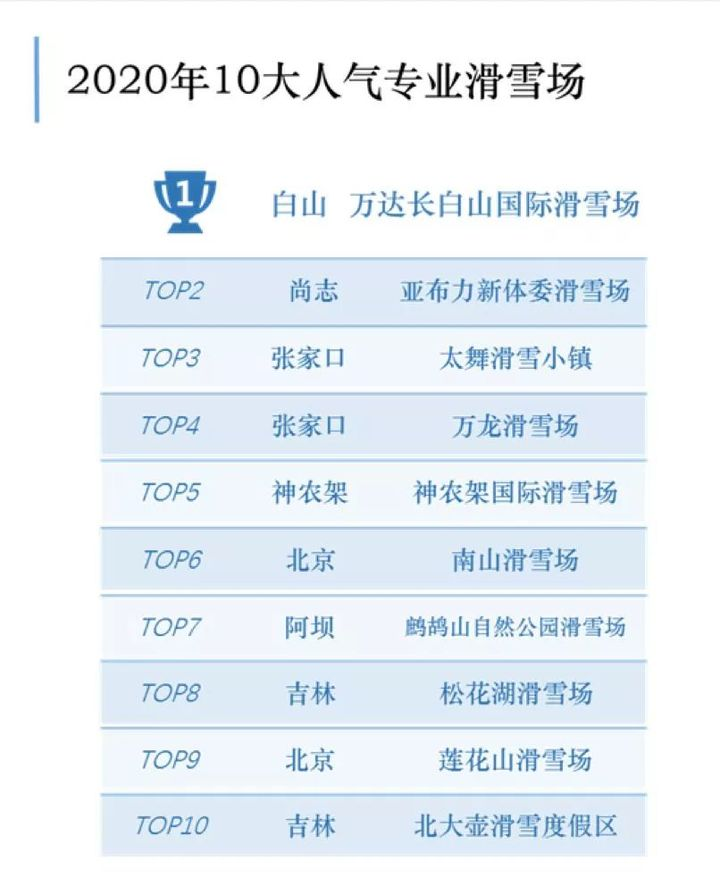 2020年10大人气专业滑雪场
1 白山 万达长白山国际滑雪场
TOP2 尚志 亚布力新体委滑雪场
TOP3 张家口 太舞滑雪小镇
TOP4 张家口 万龙滑雪场
TOP5 神农架 神农架国际滑雪场
TOP6 北京 南山滑雪场
TOP7 阿坝 鹧鸪山自然公园滑雪场
TOP8 吉林 松花湖滑雪场
TOP9 北京 莲花山滑雪场
TOP10 吉林 北大壶滑雪度假区